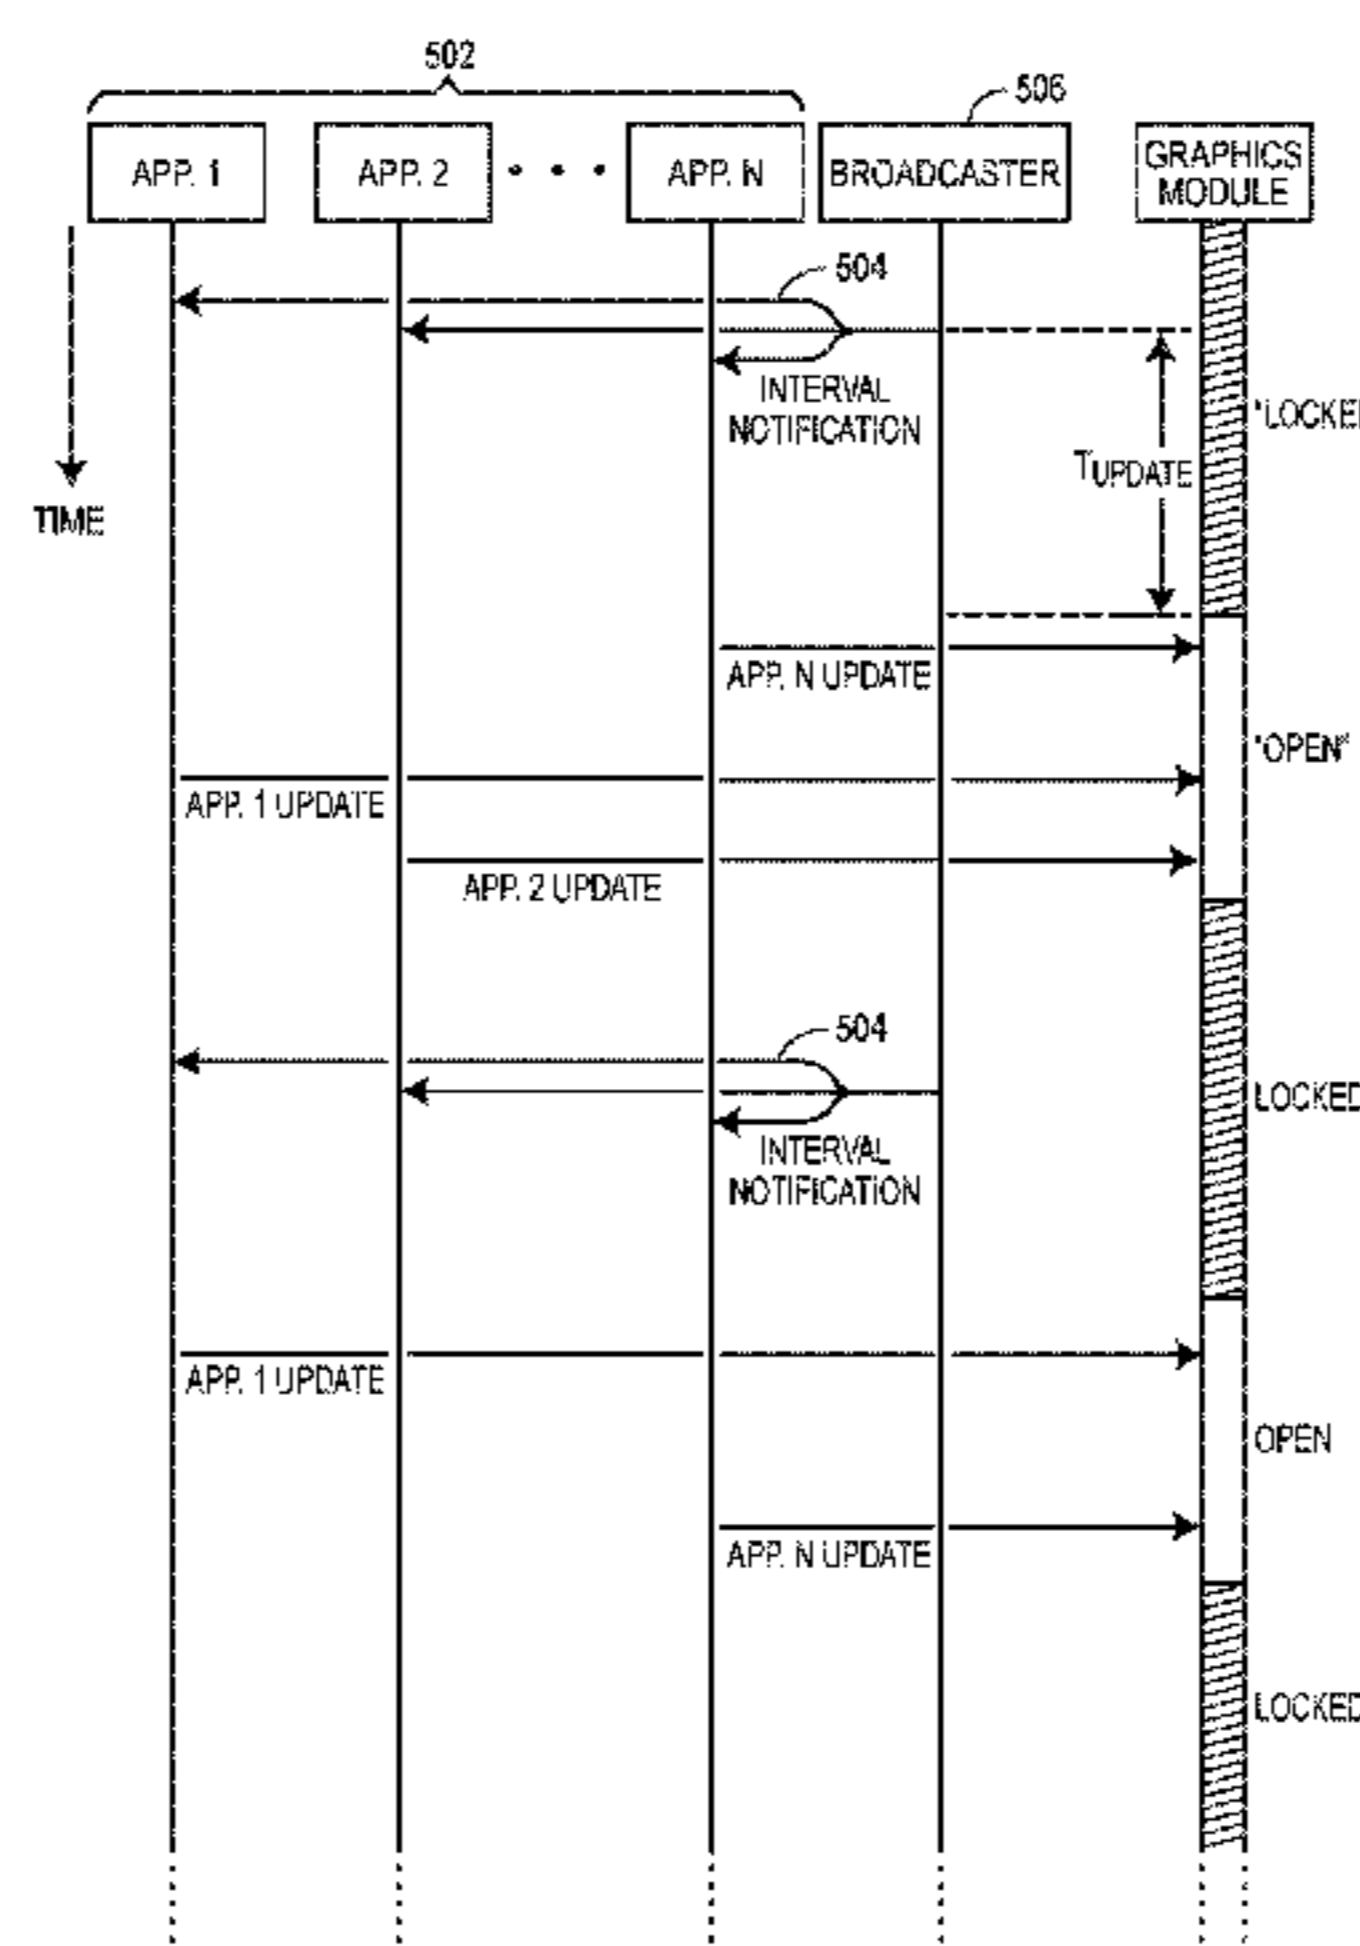 502
506
APP. 1
APP. 2
APP. N
BROADCASTER
GRAPHICS
MODULE
504
INTERVAL
NOTIFICATION
"LOCKE
TUPDATE
TIME
APP. N UPDATE
"OPEN"
APP. 1 UPDATE
APP. 2 UPDATE
504
LOCKED
INTERVAL
NOTIFICATION
APP. 1 UPDATE
OPEN
APP. N UPDATE
LOCKED